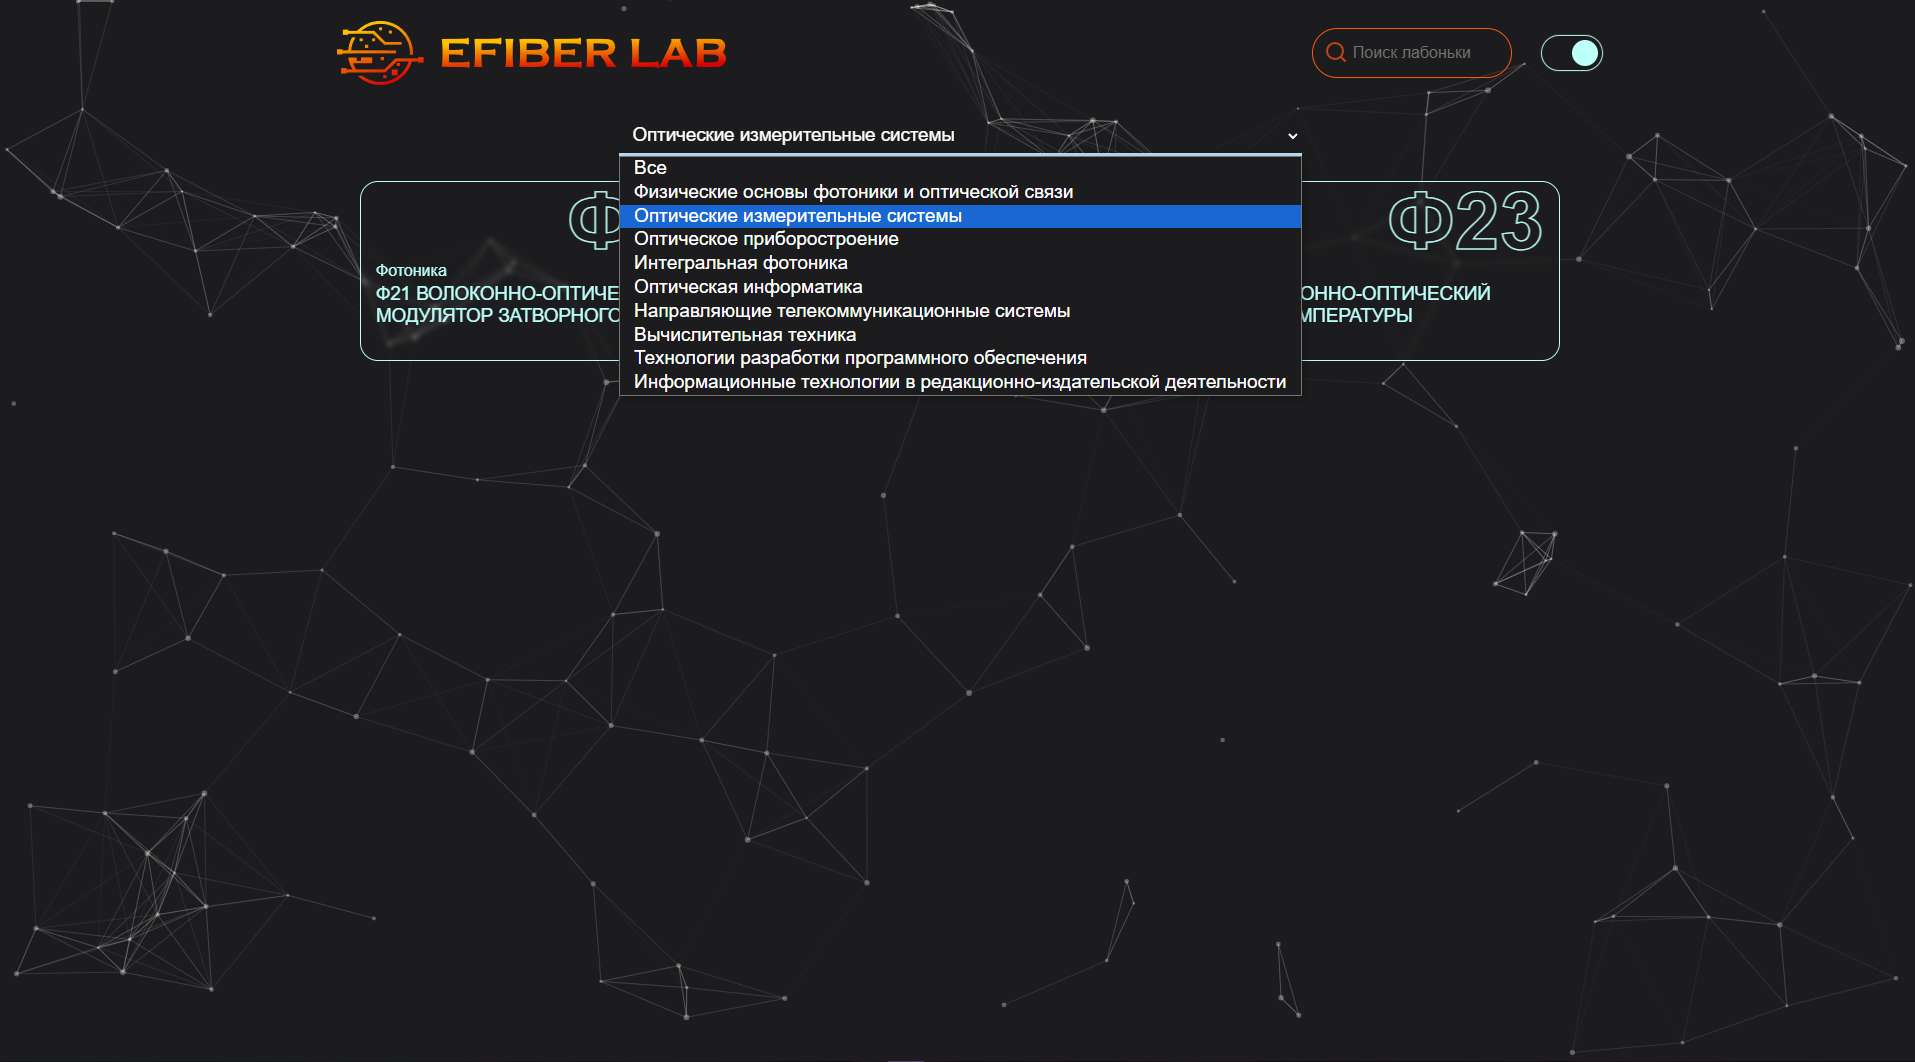 EFIBER LAB
Поиск лабоньки
Оптические измерительные системы
Все
Физические основы фотоники и оптической связи
Оптические измерительные системы
Оптическое приборостроение
Интегральная фотоника
Оптическая информатика
Направляющие телекоммуникационные системы
Вычислительная техника
Технологии разработки программного обеспечения
Информационные технологии в редакционно-издательской деятельности
Ф
Фотоника
Ф21 ВОЛОКОННО-ОПТИЧЕ
МОДУЛЯТОР ЗАТВОРНОГО
Ф23
ОННО-ОПТИЧЕСКИЙ
МПЕРАТУРЫ